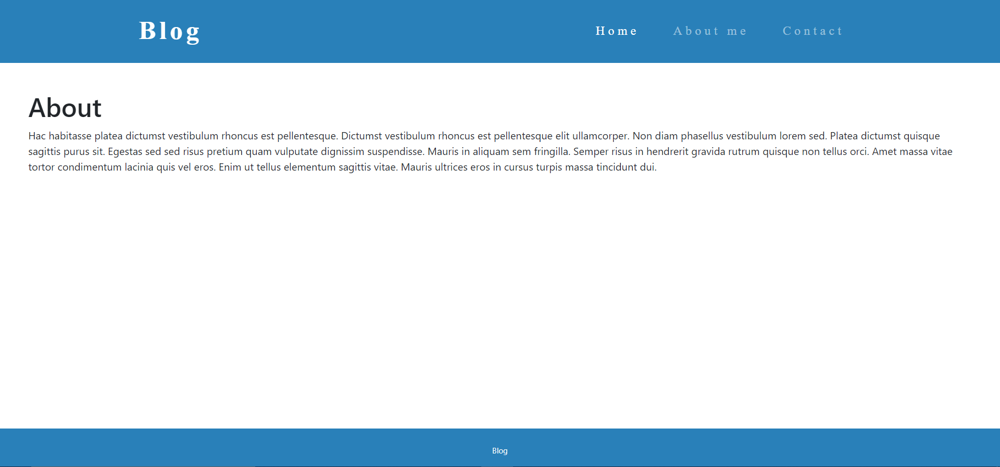 Blog
Home About me Contact
About
Hac habitasse platea dictumst vestibulum rhoncus est pellentesque. Dictumst vestibulum rhoncus est pellentesque elit ullamcorper. Non diam phasellus vestibulum lorem sed. Platea dictumst quisque
sagittis purus sit. Egestas sed sed risus pretium quam vulputate dignissim suspendisse. Mauris in aliquam sem fringilla. Semper risus in hendrerit gravida rutrum quisque non tellus orci. Amet massa vitae
tortor condimentum lacinia quis vel eros. Enim ut tellus elementum sagittis vitae. Mauris ultrices eros in cursus turpis massa tincidunt dui.
Blog